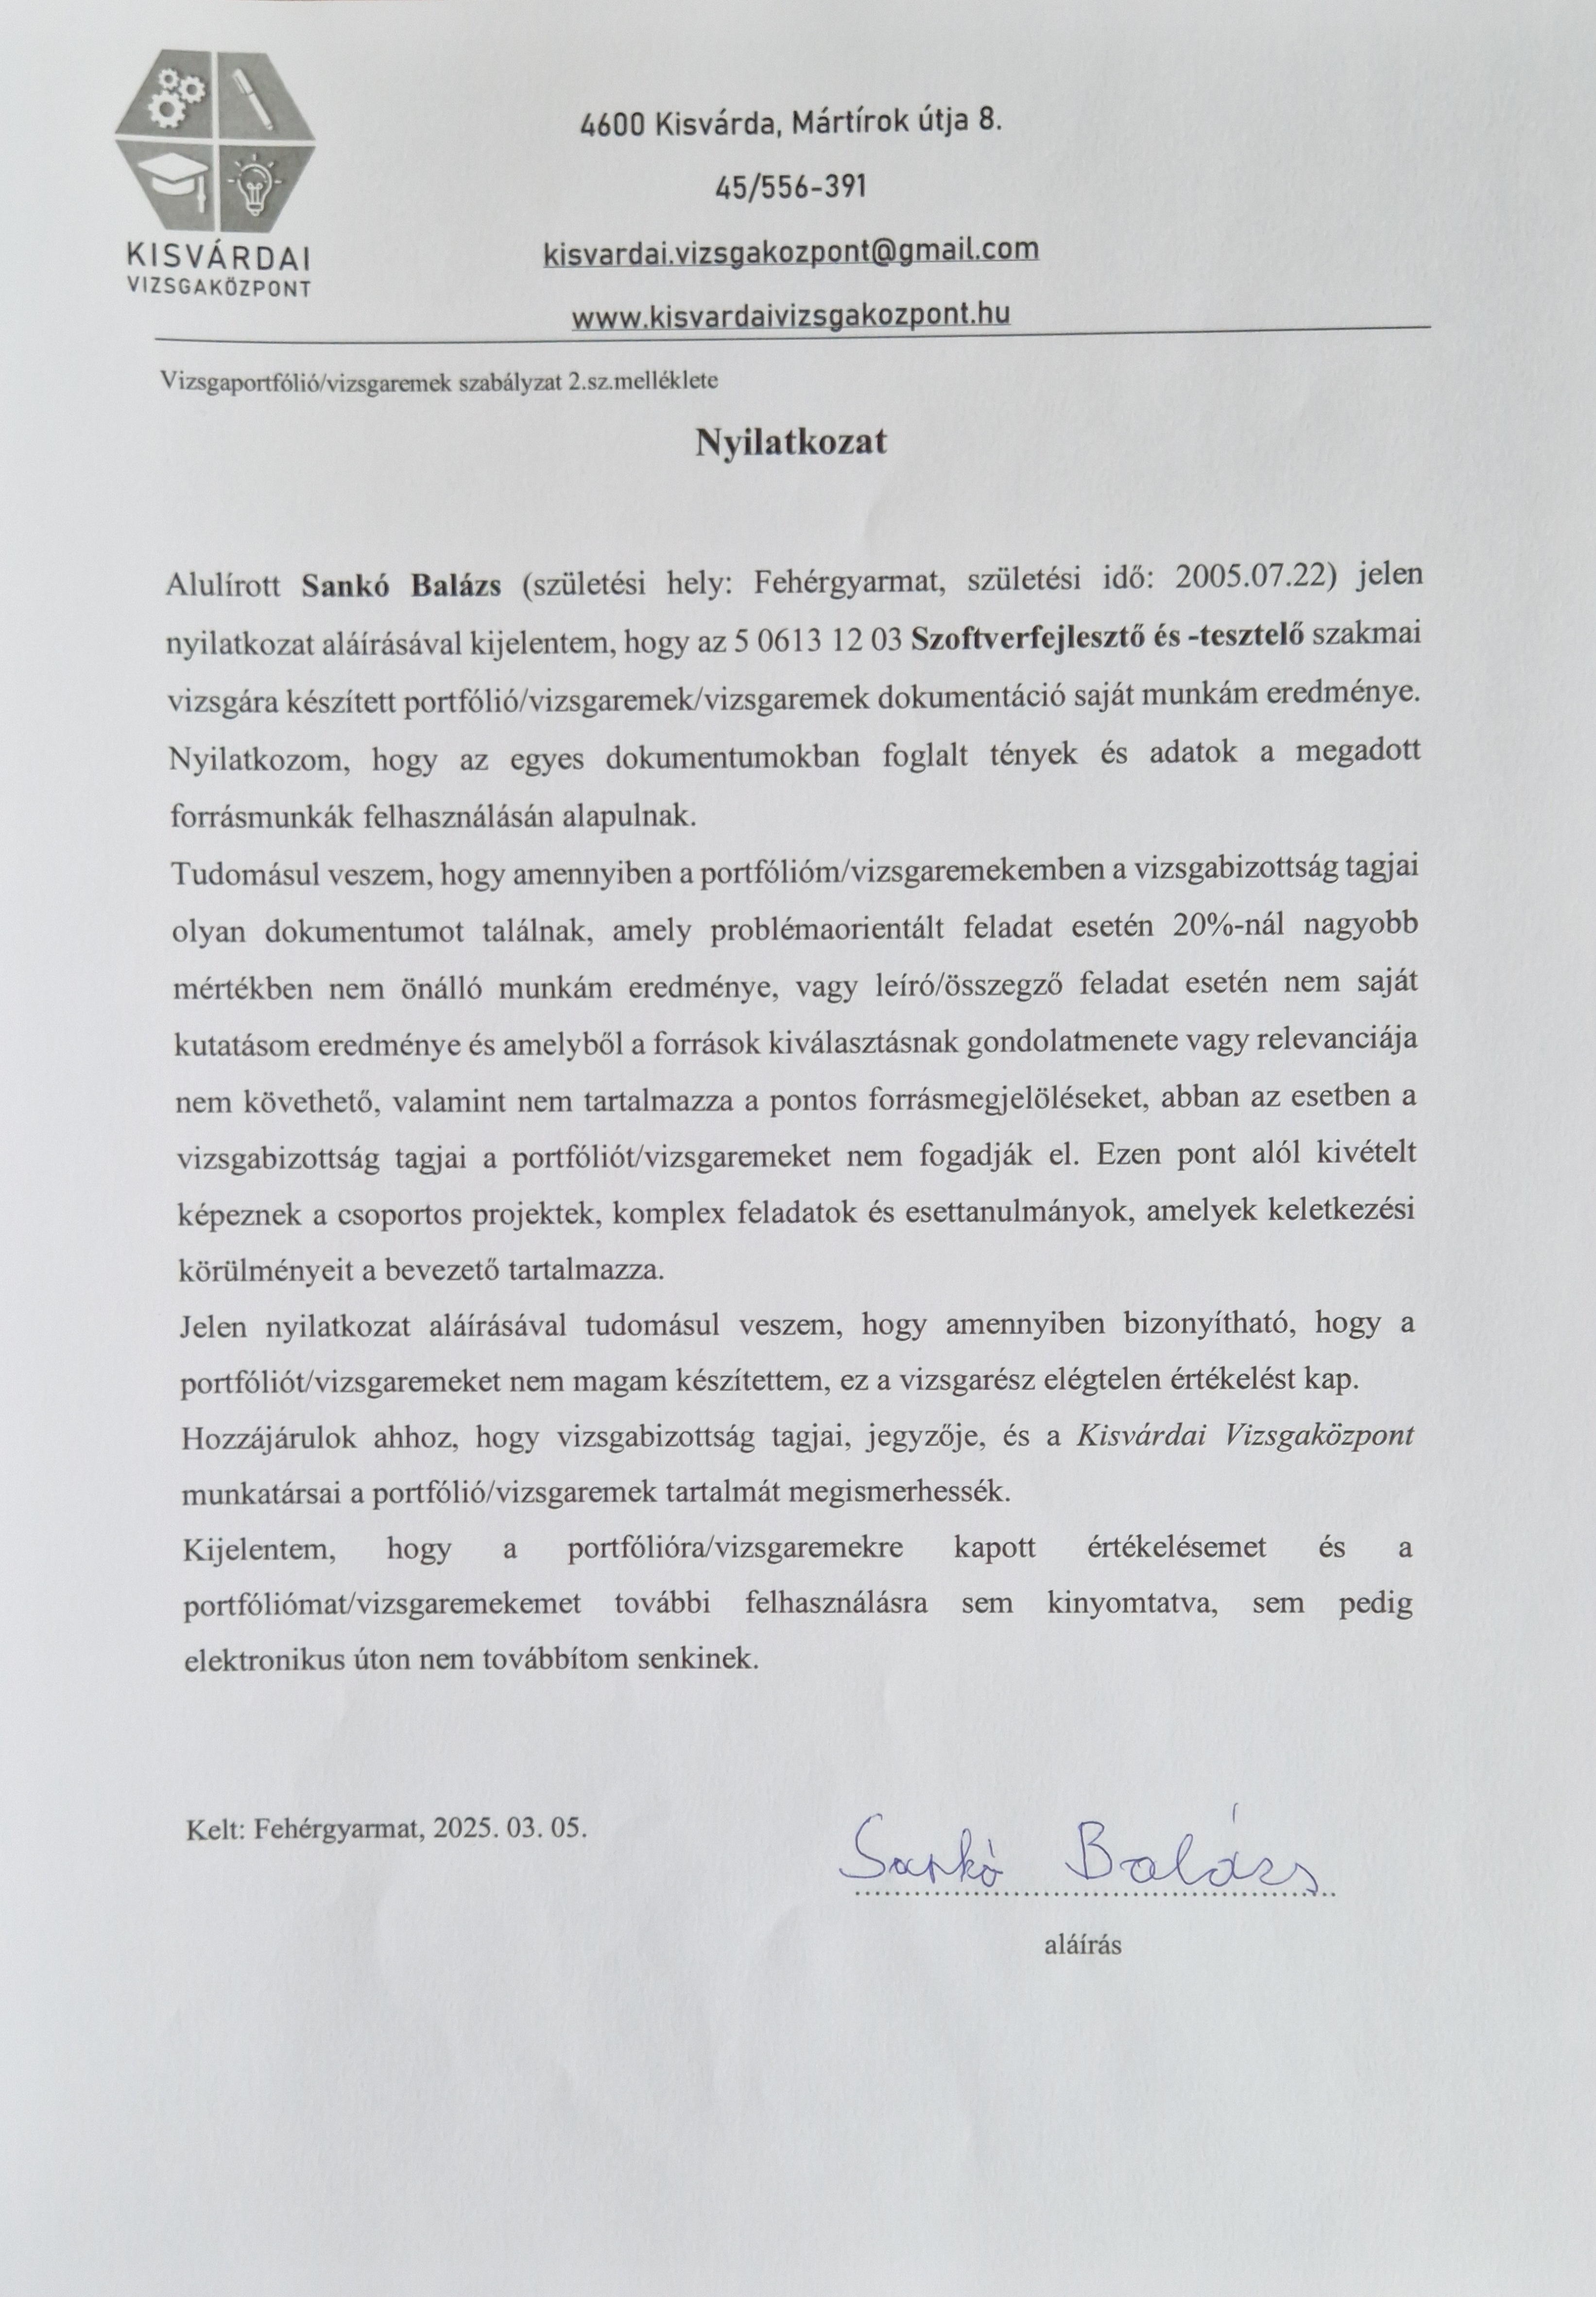 KISVÁRDAI
VIZSGAKÖZPONT
4600 Kisvárda, Mártírok útja 8.
45/556-391
kisvardai.vizsgakozpont@gmail.com
www.kisvardaivizsgakozpont.hu
Vizsgaportfólió/vizsgaremek szabályzat 2.sz.melléklete
Nyilatkozat
Alulírott Sankó Balázs (születési hely: Fehérgyarmat, születési idő: 2005.07.22) jelen
nyilatkozat aláírásával kijelentem, hogy az 5 0613 12 03 Szoftverfejlesztő és -tesztelő szakmai
vizsgára készített portfólió/vizsgaremek/vizsgaremek dokumentáció saját munkám eredménye.
Nyilatkozom, hogy az egyes dokumentumokban foglalt tények és adatok a megadott
forrásmunkák felhasználásán alapulnak.
Tudomásul veszem, hogy amennyiben a portfólióm/vizsgaremekemben a vizsgabizottság tagjai
olyan dokumentumot találnak, amely problémaorientált feladat esetén 20%-nál nagyobb
mértékben nem önálló munkám eredménye, vagy leíró/összegző feladat esetén nem saját
kutatásom eredménye és amelyből a források kiválasztásnak gondolatmenete vagy relevanciája
nem követhető, valamint nem tartalmazza a pontos forrásmegjelöléseket, abban az esetben a
vizsgabizottság tagjai a portfóliót/vizsgaremeket nem fogadják el. Ezen pont alól kivételt
képeznek a csoportos projektek, komplex feladatok és esettanulmányok, amelyek keletkezési
körülményeit a bevezető tartalmazza.
Jelen nyilatkozat aláírásával tudomásul veszem, hogy amennyiben bizonyítható, hogy a
portfóliót/vizsgaremeket nem magam készítettem, ez a vizsgarész elégtelen értékelést kap.
Hozzájárulok ahhoz, hogy vizsgabizottság tagjai, jegyzője, és a Kisvárdai Vizsgaközpont
munkatársai a portfólió/vizsgaremek tartalmát megismerhessék.
Kijelentem, hogy a portfólióra/vizsgaremekre kapott értékelésemet és a
portfóliómat/vizsgaremekemet további felhasználásra sem kinyomtatva, sem pedig
elektronikus úton nem továbbítom senkinek.
Kelt: Fehérgyarmat, 2025. 03. 05.
Sankó Balázs
aláírás